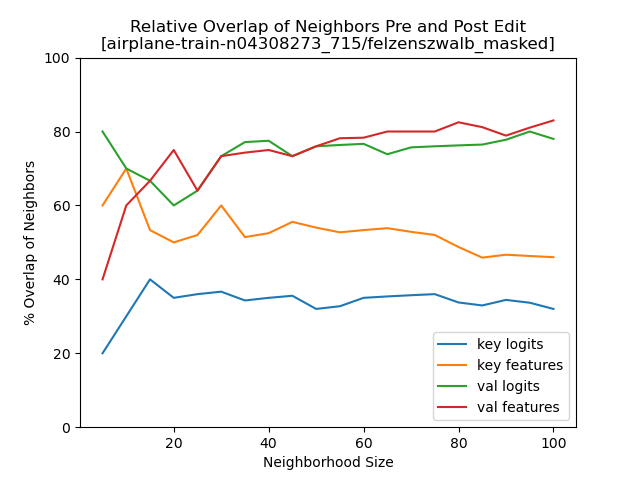 Relative Overlap of Neighbors Pre and Post Edit
[airplane-train-n04308273_715/felzenszwalb_masked]
100
80
60
40
20
0
% Overlap of Neighbors
key logits
key features
val logits
val features
20 40 60 80 100
Neighborhood Size